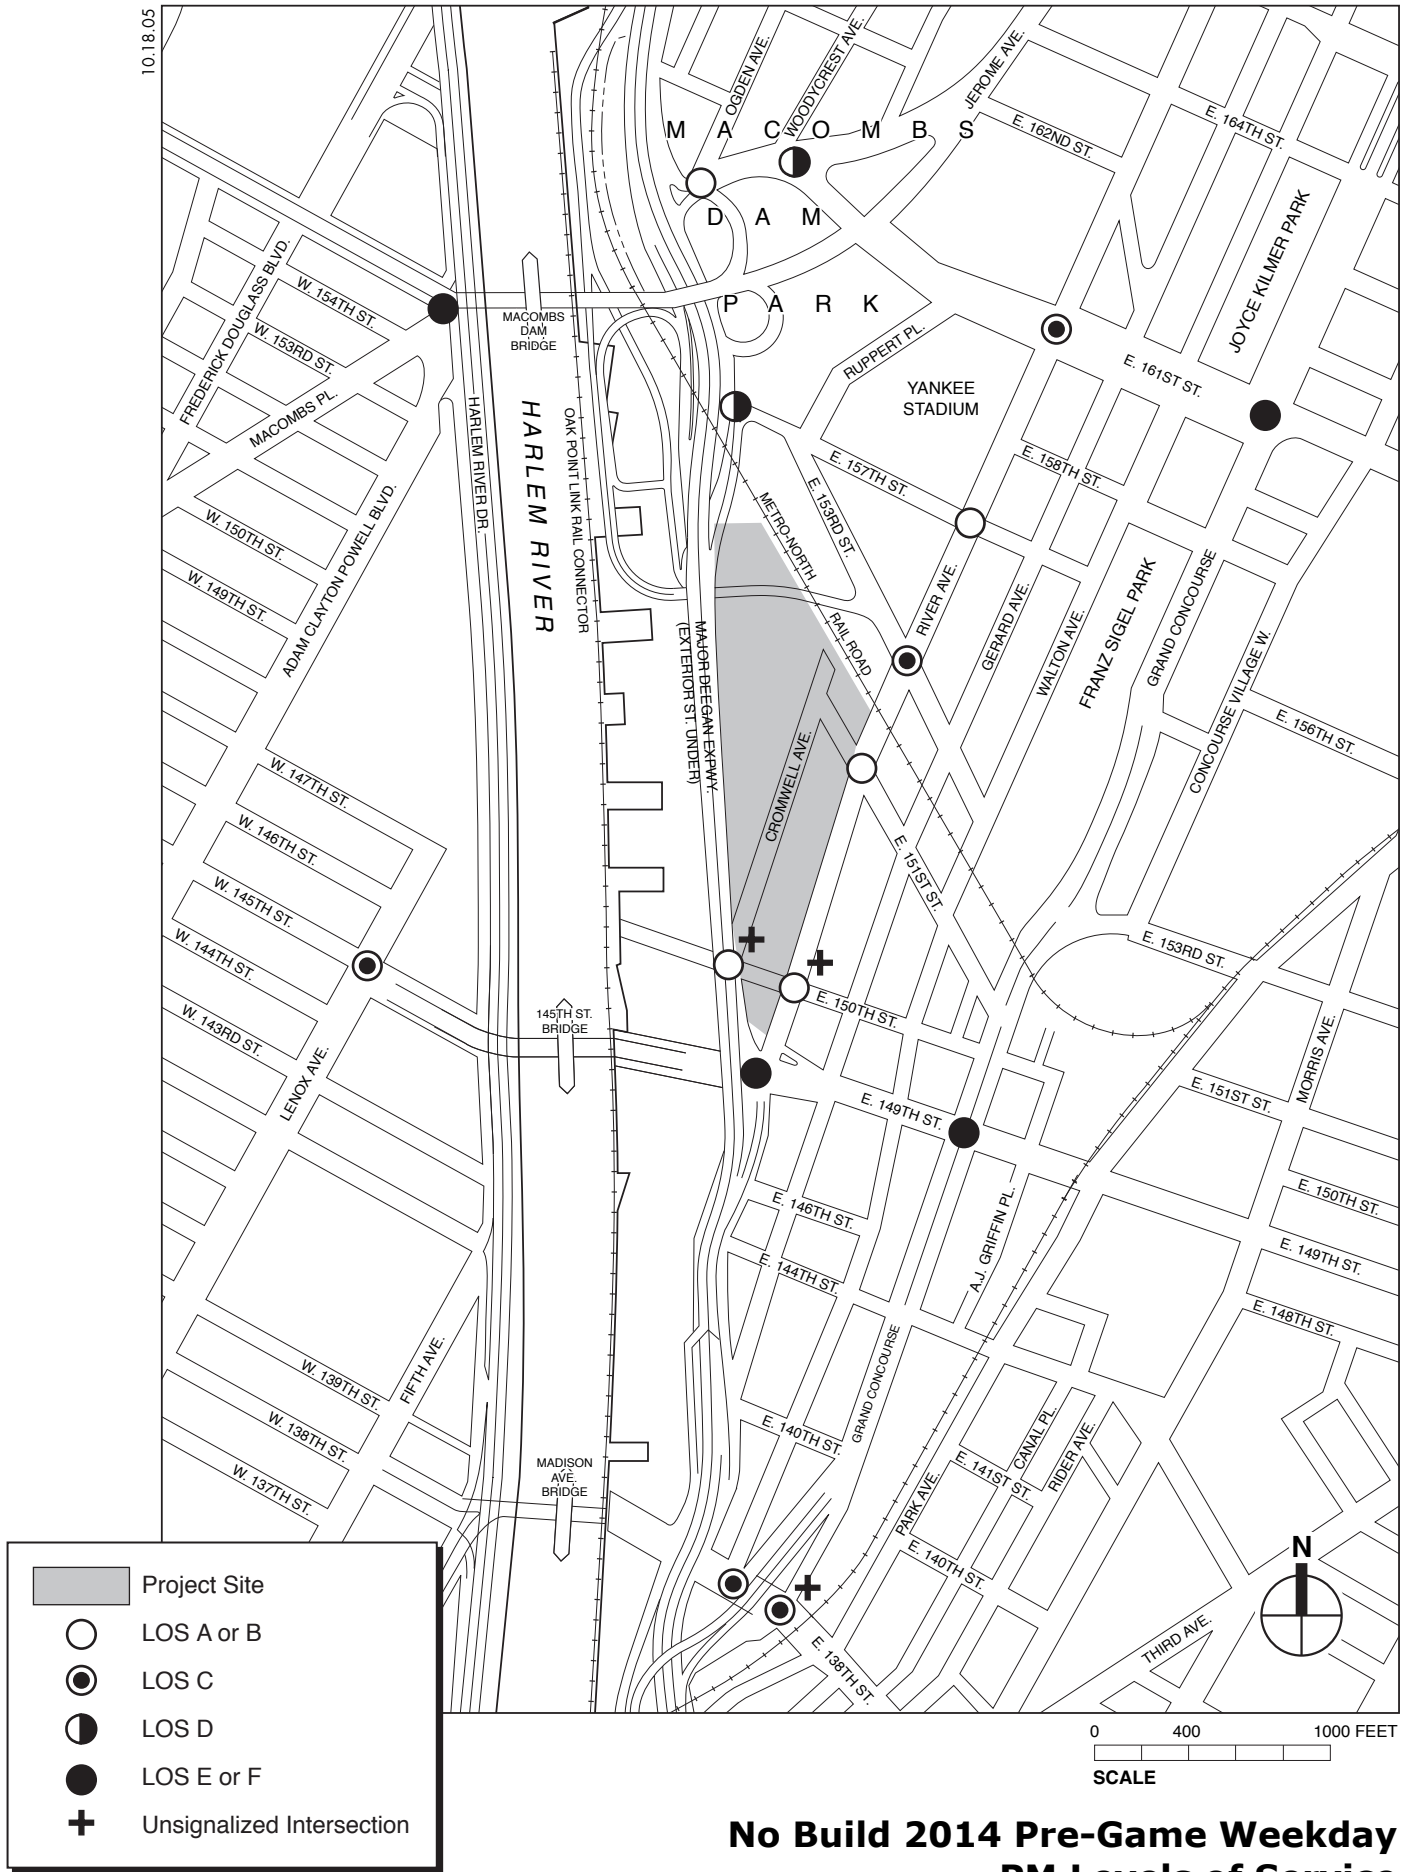 10.18.05
OGDEN AVE.
WOODYCREST AVE.
JEROME AVE.
E. 162ND ST.
E. 164TH ST.
MACOMBS
DAM
PARK
JOYCE KILMER PARK
FREDERICK DOUGLASS BLVD.
W. 154TH ST.
W. 153RD ST.
MACOMBS PL.
MACOMBS
DAM
BRIDGE
RUPPERT PL.
YANKEE
STADIUM
E. 161ST ST.
HARLEM RIVER DR.
HARLEM RIVER
OAK POINT LINK RAIL CONNECTOR
E. 157TH ST.
E. 158TH ST.
E. 153RD ST.
METRO-NORTH
RAIL ROAD
W. 150TH ST.
W. 149TH ST.
ADAM CLAYTON POWELL BLVD.
MAJOR DEEGAN EXPWY.
(EXTERIOR ST. UNDER)
RIVER AVE.
GERARD AVE.
WALTON AVE.
FRANZ SIGEL PARK
GRAND CONCOURSE
CONCOURSE VILLAGE W.
E. 156TH ST.
CROMWELL AVE.
W. 147TH ST.
W. 146TH ST.
W. 145TH ST.
W. 144TH ST.
W. 143RD ST.
E. 151ST ST.
E. 153RD ST.
145TH ST.
BRIDGE
E. 150TH ST.
LENOX AVE.
E. 149TH ST.
E. 151ST ST.
MORRIS AVE.
E. 146TH ST.
E. 144TH ST.
A.J. GRIFFIN PL.
E. 150TH ST.
E. 149TH ST.
E. 148TH ST.
W. 139TH ST.
FIFTH AVE.
W. 138TH ST.
W. 137TH ST.
GRAND CONCOURSE
E. 140TH ST.
CANAL PL.
RIDER AVE.
E. 141ST ST.
MADISON
AVE.
BRIDGE
PARK AVE.
E. 140TH ST.
E. 138TH ST.
THIRD AVE.
N
Project Site
LOS A or B
LOS C
LOS D
LOS E or F
Unsignalized Intersection
0 400 1000 FEET
SCALE
No Build 2014 Pre-Game Weekday
PM Levels of Service